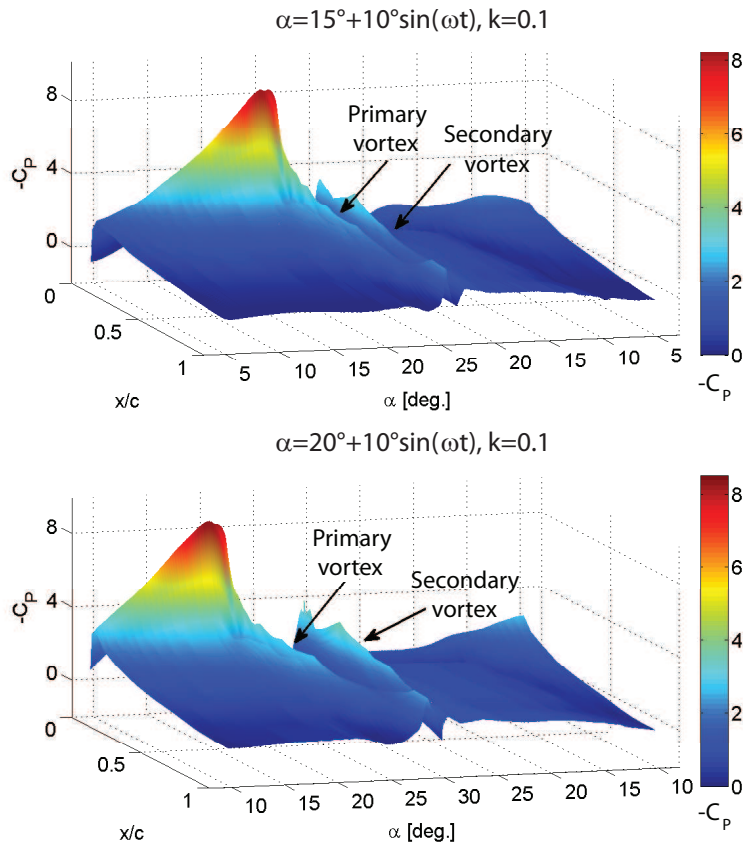 α=15°+10°sin(ωt), k=0.1
8
4
0
-C_P
Primary
vortex
Secondary
vortex
0
0.5
1
x/c
5
10
15
20
25
20
15
10
5
α [deg.]
8
6
4
2
0
-C_P
α=20°+10°sin(ωt), k=0.1
8
4
0
-C_P
Primary
vortex
Secondary
vortex
0
0.5
1
x/c
10
15
20
25
30
25
20
15
10
α [deg.]
8
6
4
2
0
-C_P